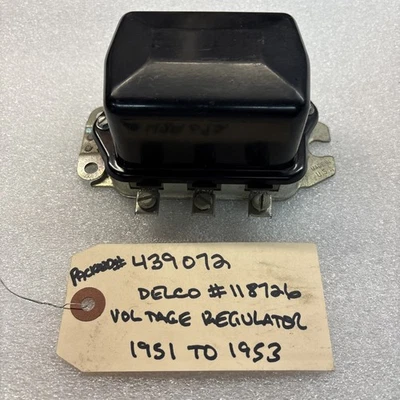 PACKARD# 439072
DELCO #118726
VOLTAGE REGULATOR
1951 TO 1953